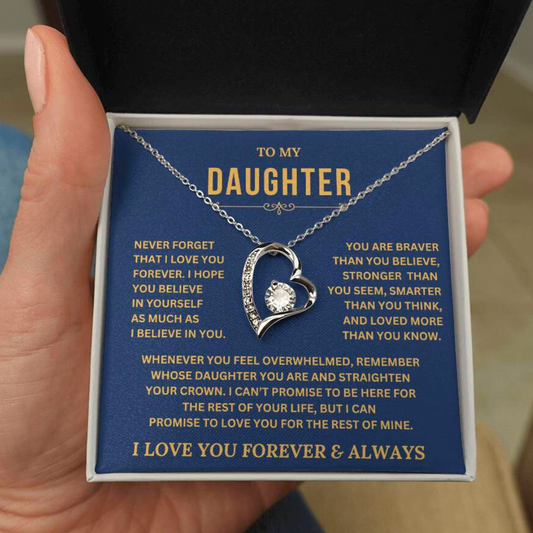 TO MY
DAUGHTER
NEVER FORGET
THAT I LOVE YOU
FOREVER. I HOPE
YOU BELIEVE
IN YOURSELF
AS MUCH AS
I BELIEVE IN YOU.
YOU ARE BRAVER
THAN YOU BELIEVE,
STRONGER THAN
YOU SEEM, SMARTER
THAN YOU THINK,
AND LOVED MORE
THAN YOU KNOW.
WHENEVER YOU FEEL OVERWHELMED, REMEMBER
WHOSE DAUGHTER YOU ARE AND STRAIGHTEN
YOUR CROWN. I CAN'T PROMISE TO BE HERE FOR
THE REST OF YOUR LIFE, BUT I CAN
PROMISE TO LOVE YOU FOR THE REST OF MINE.
I LOVE YOU FOREVER & ALWAYS